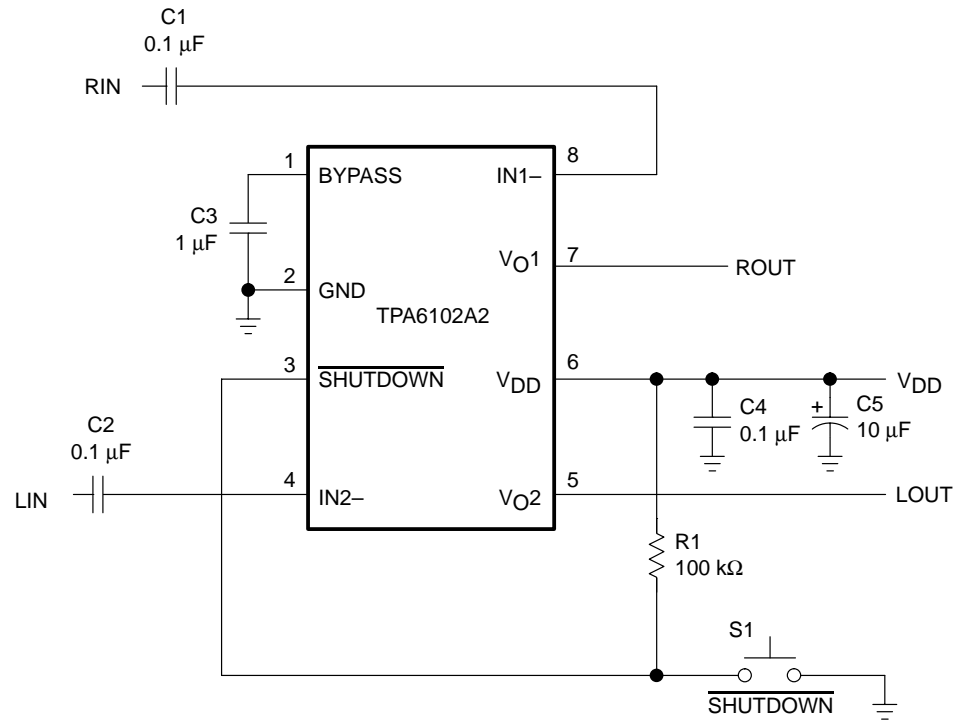 C1
0.1 μF
RIN
1
8
BYPASS
IN1–
C3
1 μF
VO1
7
ROUT
2
GND
TPA6102A2
3
SHUTDOWN
VDD
6
VDD
C4
0.1 μF
+
C5
10 μF
C2
0.1 μF
LIN
4
IN2–
VO2
5
LOUT
R1
100 kΩ
S1
SHUTDOWN